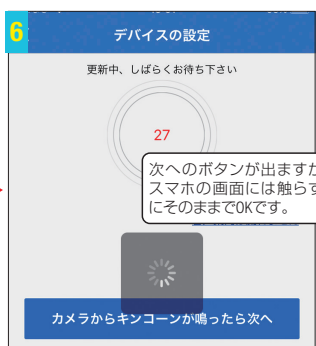 6
デバイスの設定
更新中、しばらくお待ち下さい
27
次へのボタンが出ますが
スマホの画面には触らず
にそのままでOKです。
カメラからキンコーンが鳴ったら次へ